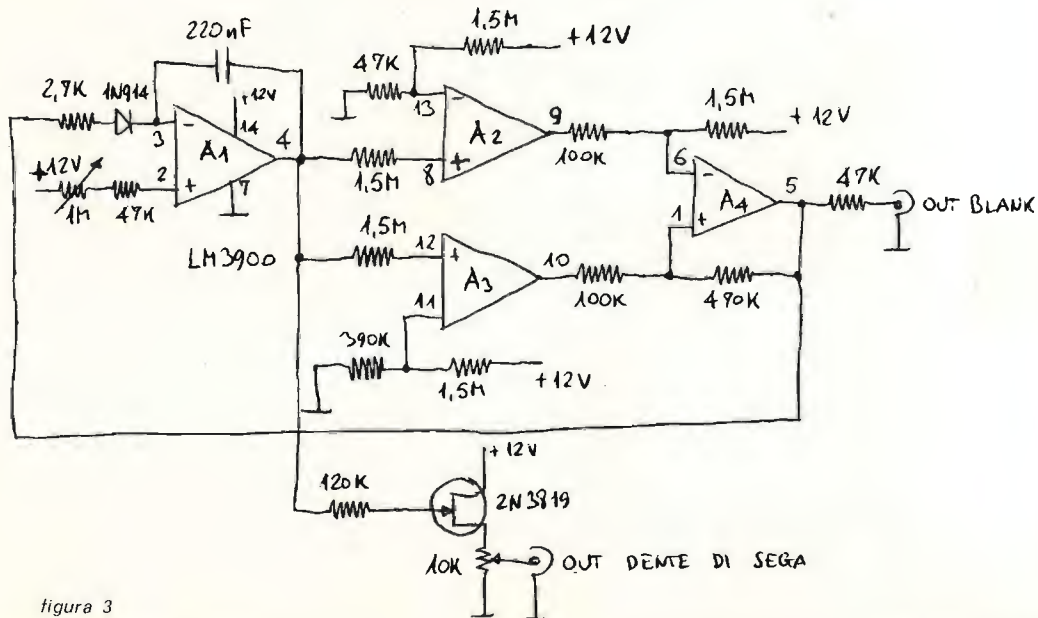 220nF
1,5M
+12V
47K
2,7K
1N914
+12V
3
-
14
A1
4
13
-
A2
9
8
+
100K
1,5M
+12V
6
-
A4
5
1
+
47K
OUT BLANK
+12V
1M
47K
2
+
7
1,5M
LM3900
1,5M
12
+
A3
10
11
100K
470K
390K
1,5M
+12V
+12V
120K
2N3819
10K
OUT DENTE DI SEGA
figura 3